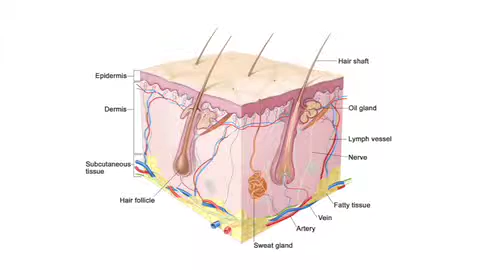 Hair shaft
Epidermis
Oil gland
Dermis
Lymph vessel
Nerve
Subcutaneous
tissue
Hair follicle
Fatty tissue
Vein
Artery
Sweat gland